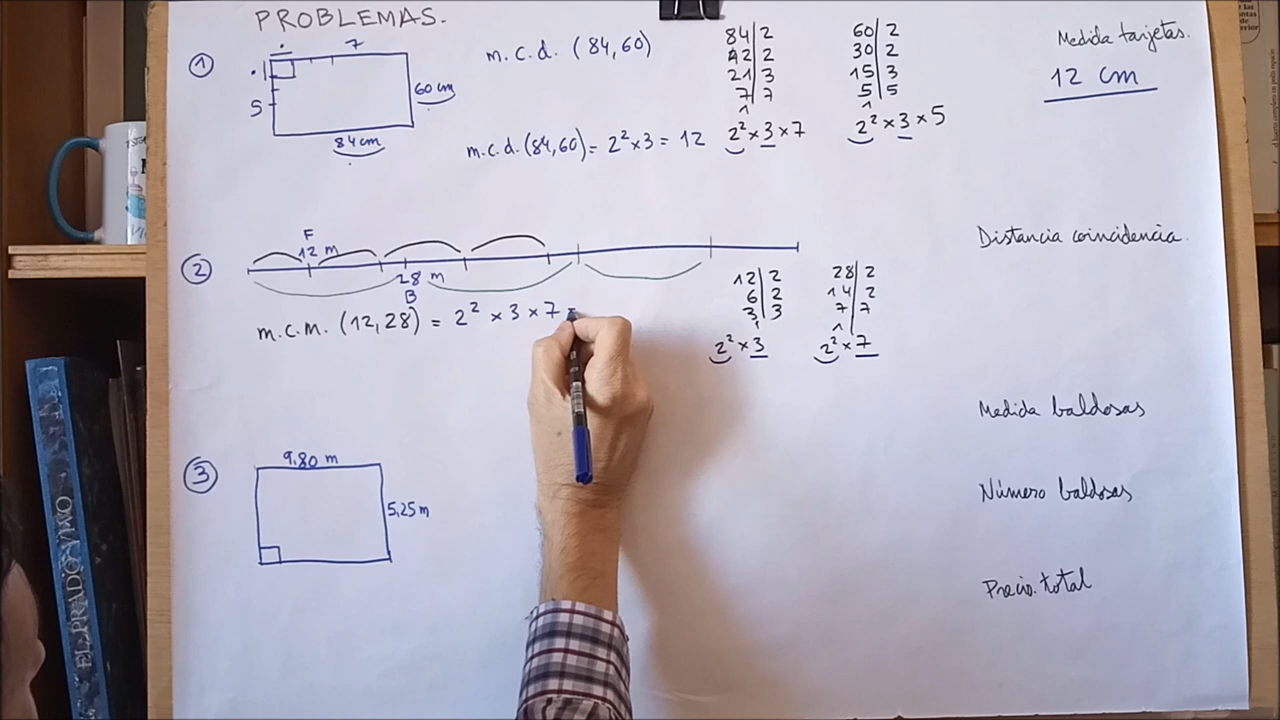 PROBLEMAS.
1
7
5
60 cm
84 cm
m.c.d. (84,60)
84 | 2
42 | 2
21 | 3
7 | 7
1
2² × 3 × 7
60 | 2
30 | 2
15 | 3
5 | 5
1
2² × 3 × 5
m.c.d. (84,60) = 2² × 3 = 12
Medida tarjetas.
12 cm
2
F
12 m
28 m
B
m.c.m. (12,28) = 2² × 3 × 7 =
12 | 2
6 | 2
3 | 3
1
2² × 3
28 | 2
14 | 2
7 | 7
1
2² × 7
Distancia coincidencia.
3
9,80 m
5,25 m
Medida baldosas
Número baldosas
Precio total
EL PRADO VIVO